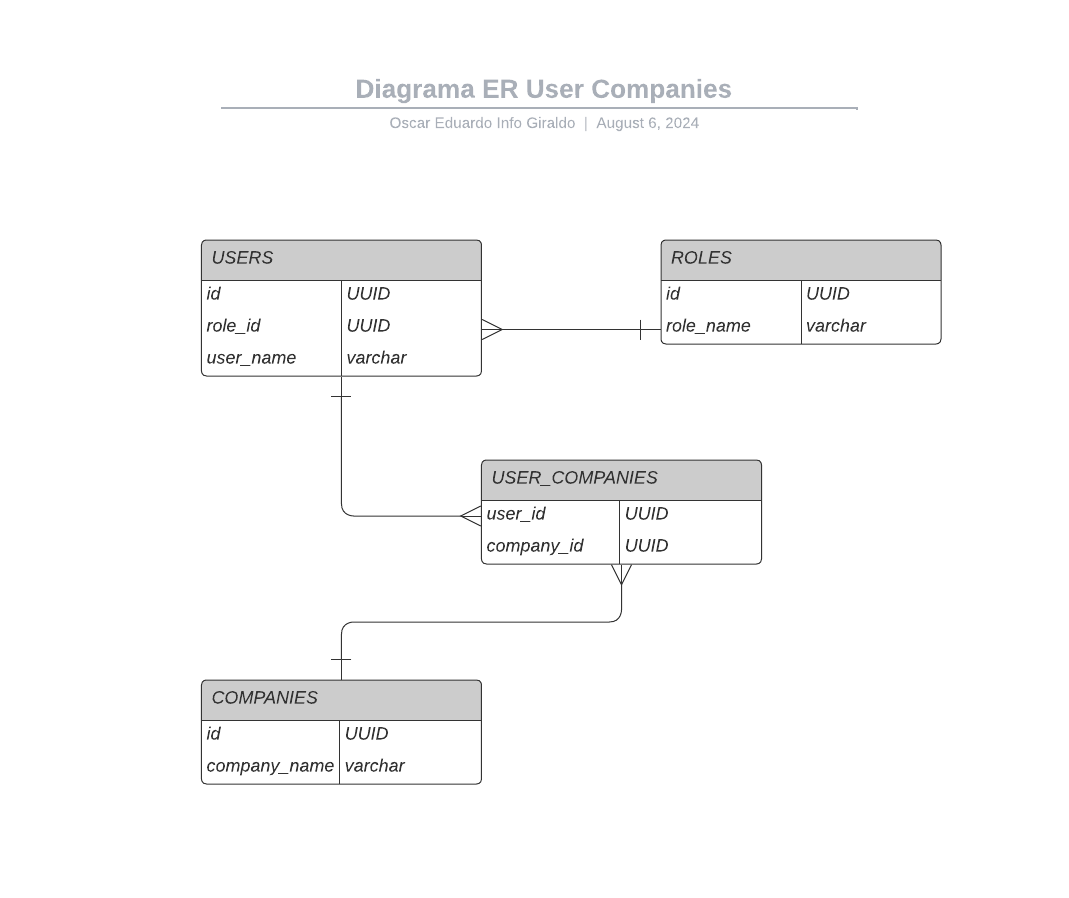 Diagrama ER User Companies
Oscar Eduardo Info Giraldo | August 6, 2024
USERS
id UUID
role_id UUID
user_name varchar
ROLES
id UUID
role_name varchar
USER_COMPANIES
user_id UUID
company_id UUID
COMPANIES
id UUID
company_name varchar